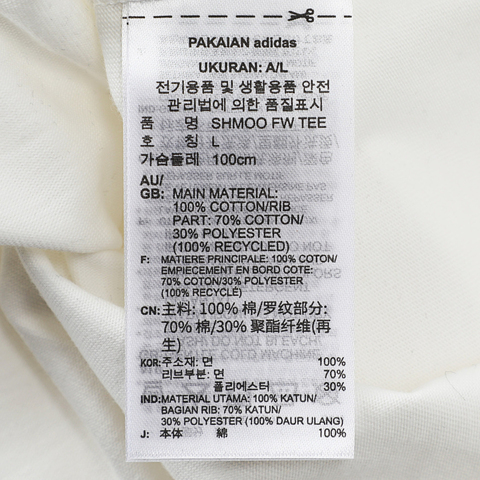 PAKAIAN adidas
UKURAN: A/L
전기용품 및 생활용품 안전
관리법에 의한 품질표시
품 명 SHMOO FW TEE
호 칭 L
가슴둘레 100cm
AU/
GB: MAIN MATERIAL:
100% COTTON/RIB
PART: 70% COTTON/
30% POLYESTER
(100% RECYCLED)
F: MATIERE PRINCIPALE: 100% COTON/
EMPIECEMENT EN BORD COTE:
70% COTON/30% POLYESTER
(100% RECYCLÉ)
CN: 主料: 100% 棉/罗纹部分:
70% 棉/30% 聚酯纤维(再
生)
KOR: 주소재: 면 100%
리브부분: 면 70%
폴리에스터 30%
IND: MATERIAL UTAMA: 100% KATUN/
BAGIAN RIB: 70% KATUN/
30% POLYESTER (100% DAUR ULANG)
J: 本体 綿 100%